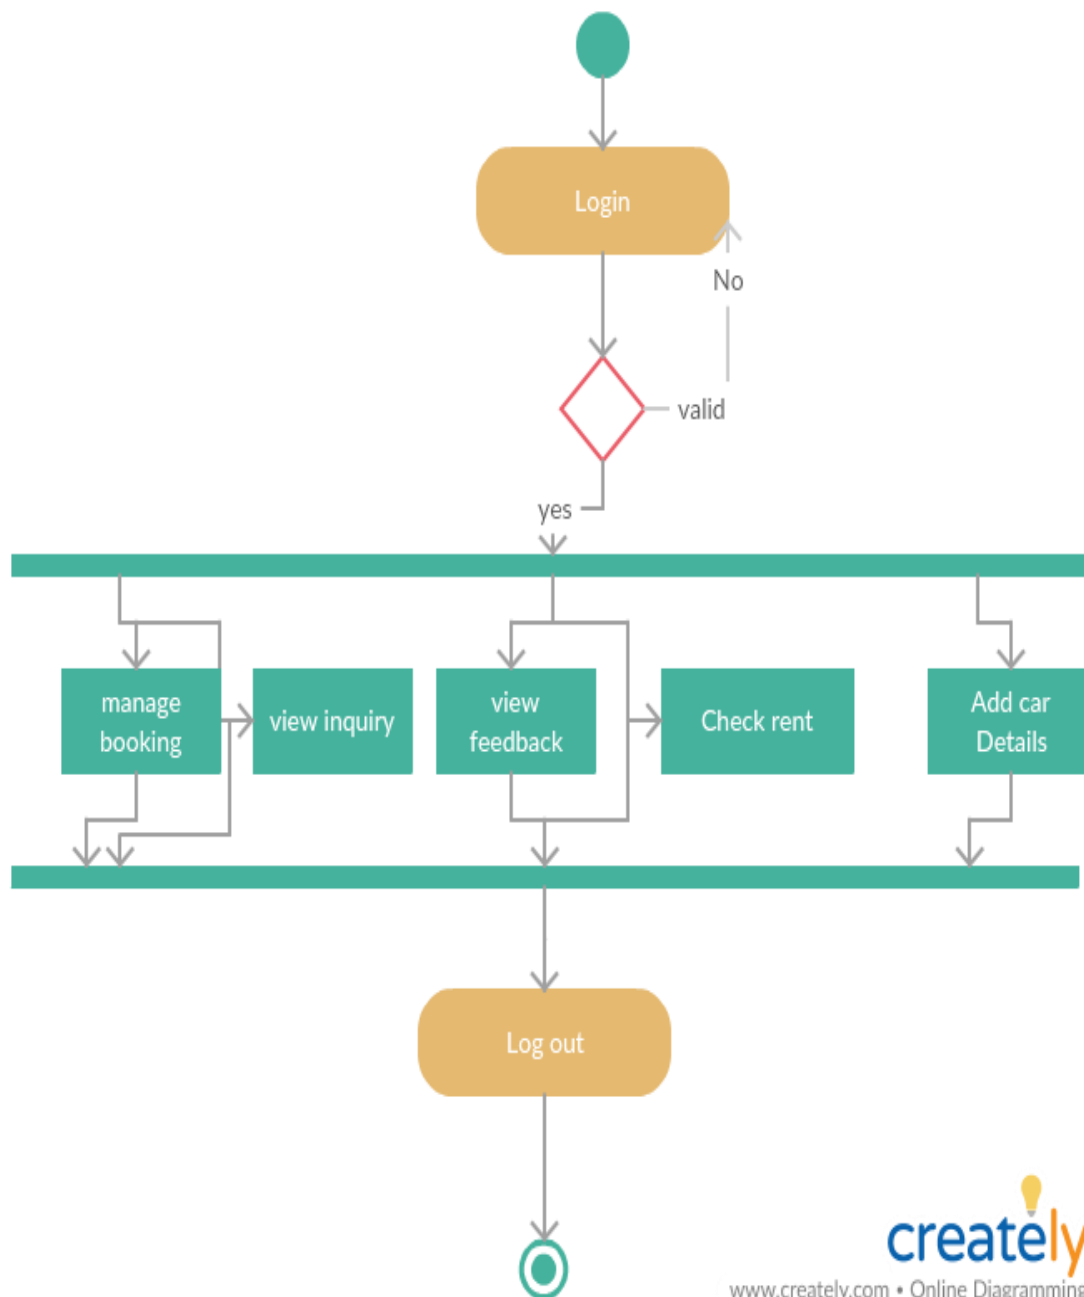 Login
No
valid
yes
manage
booking
view inquiry
view
feedback
Check rent
Add car
Details
Log out
creately
www.creately.com • Online Diagramming